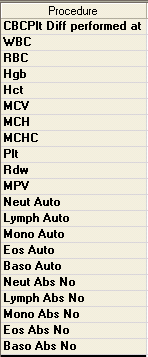 Procedure
CBCPlt Diff performed at
WBC
RBC
Hgb
Hct
MCV
MCH
MCHC
Plt
Rdw
MPV
Neut Auto
Lymph Auto
Mono Auto
Eos Auto
Baso Auto
Neut Abs No
Lymph Abs No
Mono Abs No
Eos Abs No
Baso Abs No